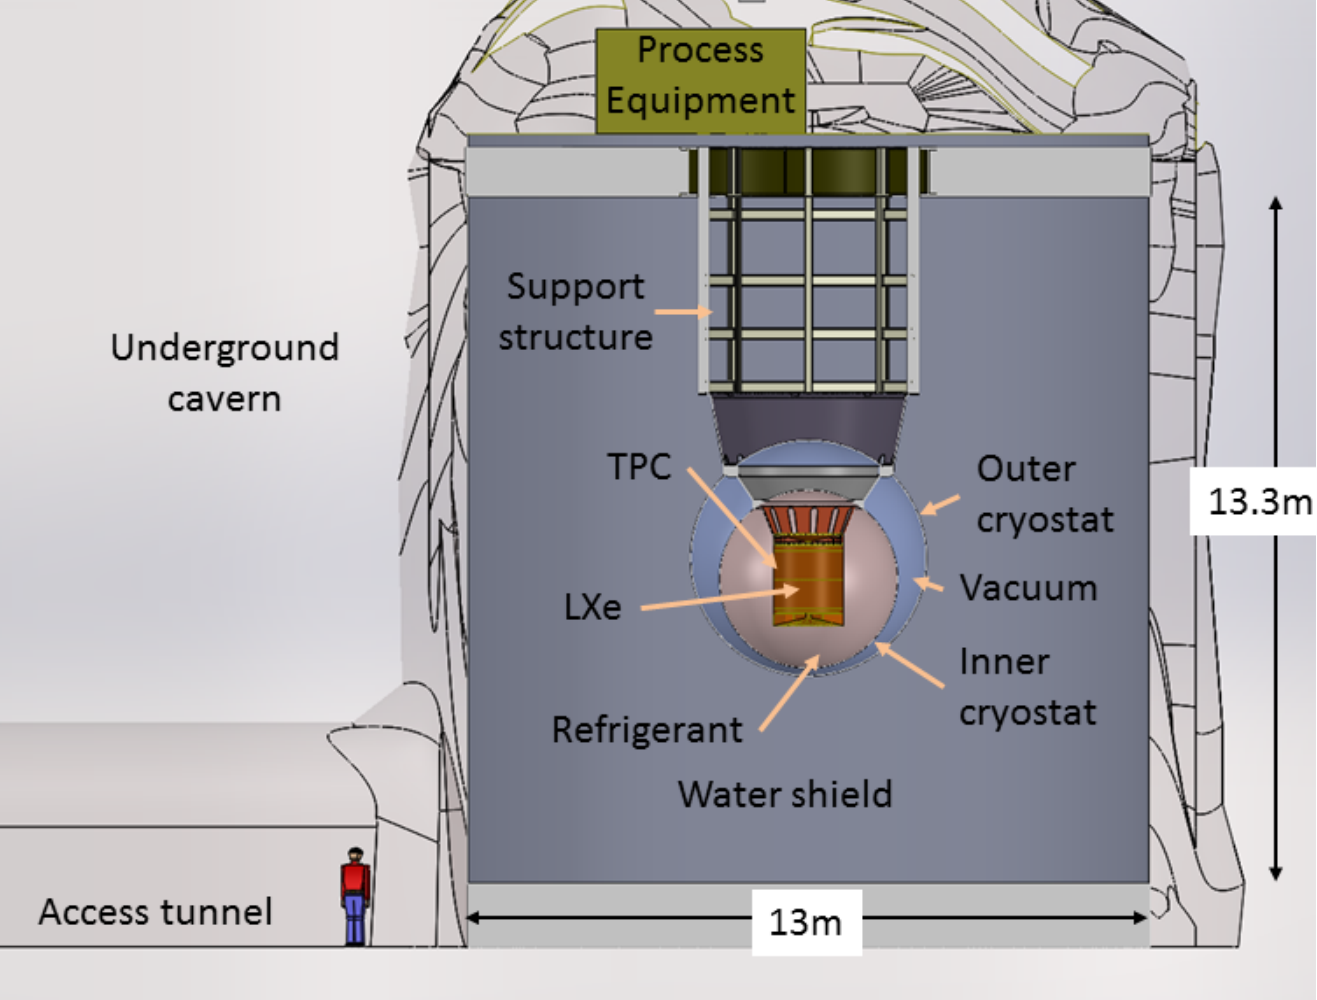 Process
Equipment
Support
structure
Underground
cavern
TPC
Outer
cryostat
13.3m
Vacuum
LXe
Inner
cryostat
Refrigerant
Water shield
Access tunnel
13m